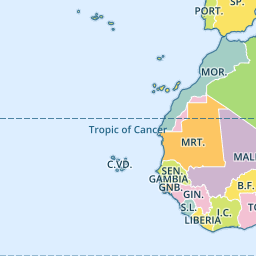 SP.
PORT.
MOR.
Tropic of Cancer
MRT.
MALI
C.VD.
SEN.
GAMBIA
GNB.
GIN.
B.F.
S.L.
I.C.
TO
LIBERIA